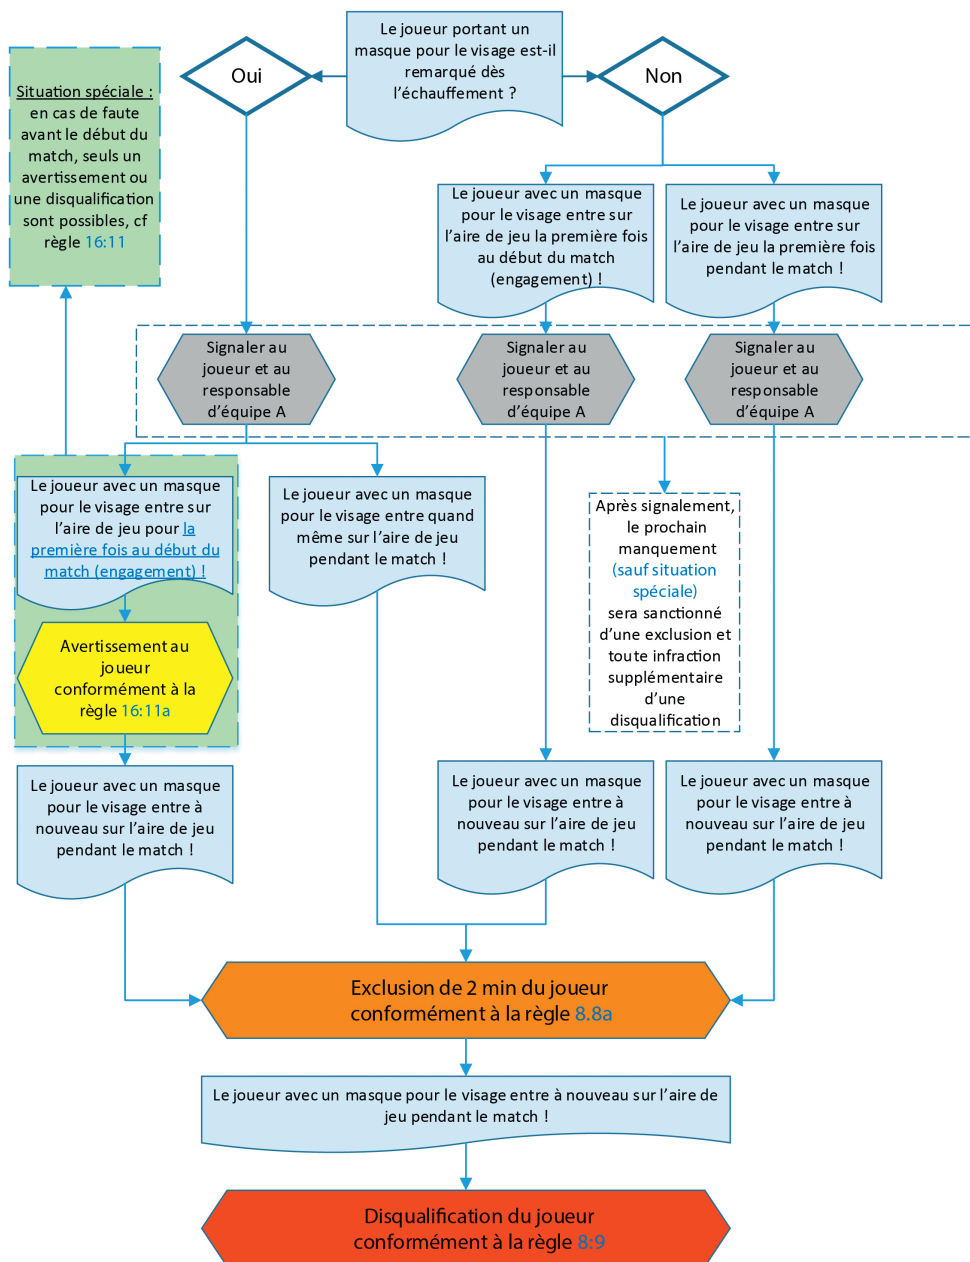 Le joueur portant un
masque pour le visage est-il
remarqué dès
l’échauffement ?
Oui
Non
Situation spéciale :
en cas de faute
avant le début du
match, seuls un
avertissement ou
une disqualification
sont possibles, cf
règle 16:11
Le joueur avec un masque
pour le visage entre sur
l’aire de jeu la première fois
au début du match
(engagement) !
Le joueur avec un masque
pour le visage entre sur
l’aire de jeu la première fois
pendant le match !
Signaler au
joueur et au
responsable
d’équipe A
Signaler au
joueur et au
responsable
d’équipe A
Signaler au
joueur et au
responsable
d’équipe A
Le joueur avec un masque
pour le visage entre sur
l’aire de jeu pour la
première fois au début du
match (engagement) !
Le joueur avec un masque
pour le visage entre quand
même sur l’aire de jeu
pendant le match !
Après signalement,
le prochain
manquement
(sauf situation
spéciale)
sera sanctionné
d’une exclusion et
toute infraction
supplémentaire
d’une
disqualification
Avertissement au
joueur
conformément à la
règle 16:11a
Le joueur avec un masque
pour le visage entre à
nouveau sur l’aire de jeu
pendant le match !
Le joueur avec un masque
pour le visage entre à
nouveau sur l’aire de jeu
pendant le match !
Le joueur avec un masque
pour le visage entre à
nouveau sur l’aire de jeu
pendant le match !
Exclusion de 2 min du joueur
conformément à la règle 8.8a
Le joueur avec un masque pour le visage entre à nouveau sur l’aire de
jeu pendant le match !
Disqualification du joueur
conformément à la règle 8:9